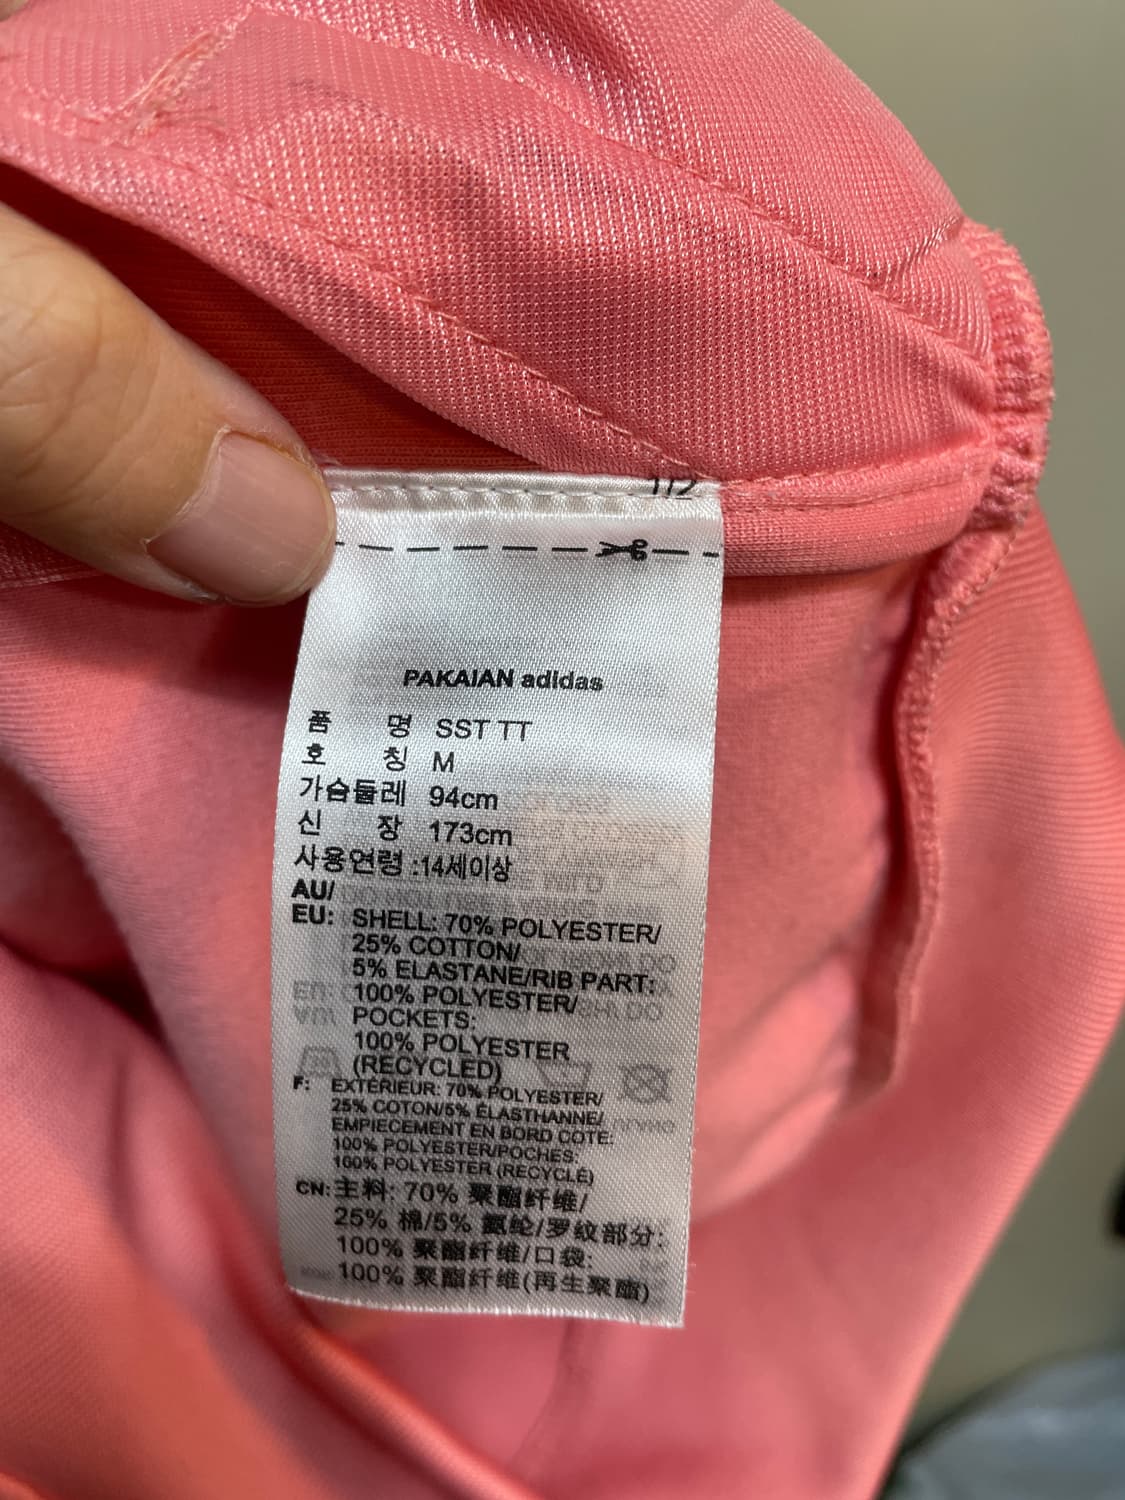 1/2
PAKAIAN adidas
품 명 SST TT
호 칭 M
가슴둘레 94cm
신 장 173cm
사용연령 :14세이상
AU/
EU: SHELL: 70% POLYESTER/
25% COTTON/
5% ELASTANE/RIB PART:
100% POLYESTER/
POCKETS:
100% POLYESTER
(RECYCLED)
F: EXTÉRIEUR: 70% POLYESTER/
25% COTON/5% ÉLASTHANNE/
EMPIECEMENT EN BORD COTE:
100% POLYESTER/POCHES:
100% POLYESTER (RECYCLÉ)
CN: 主料: 70% 聚酯纤维/
25% 棉/5% 氨纶/罗纹部分:
100% 聚酯纤维/口袋:
100% 聚酯纤维(再生聚酯)